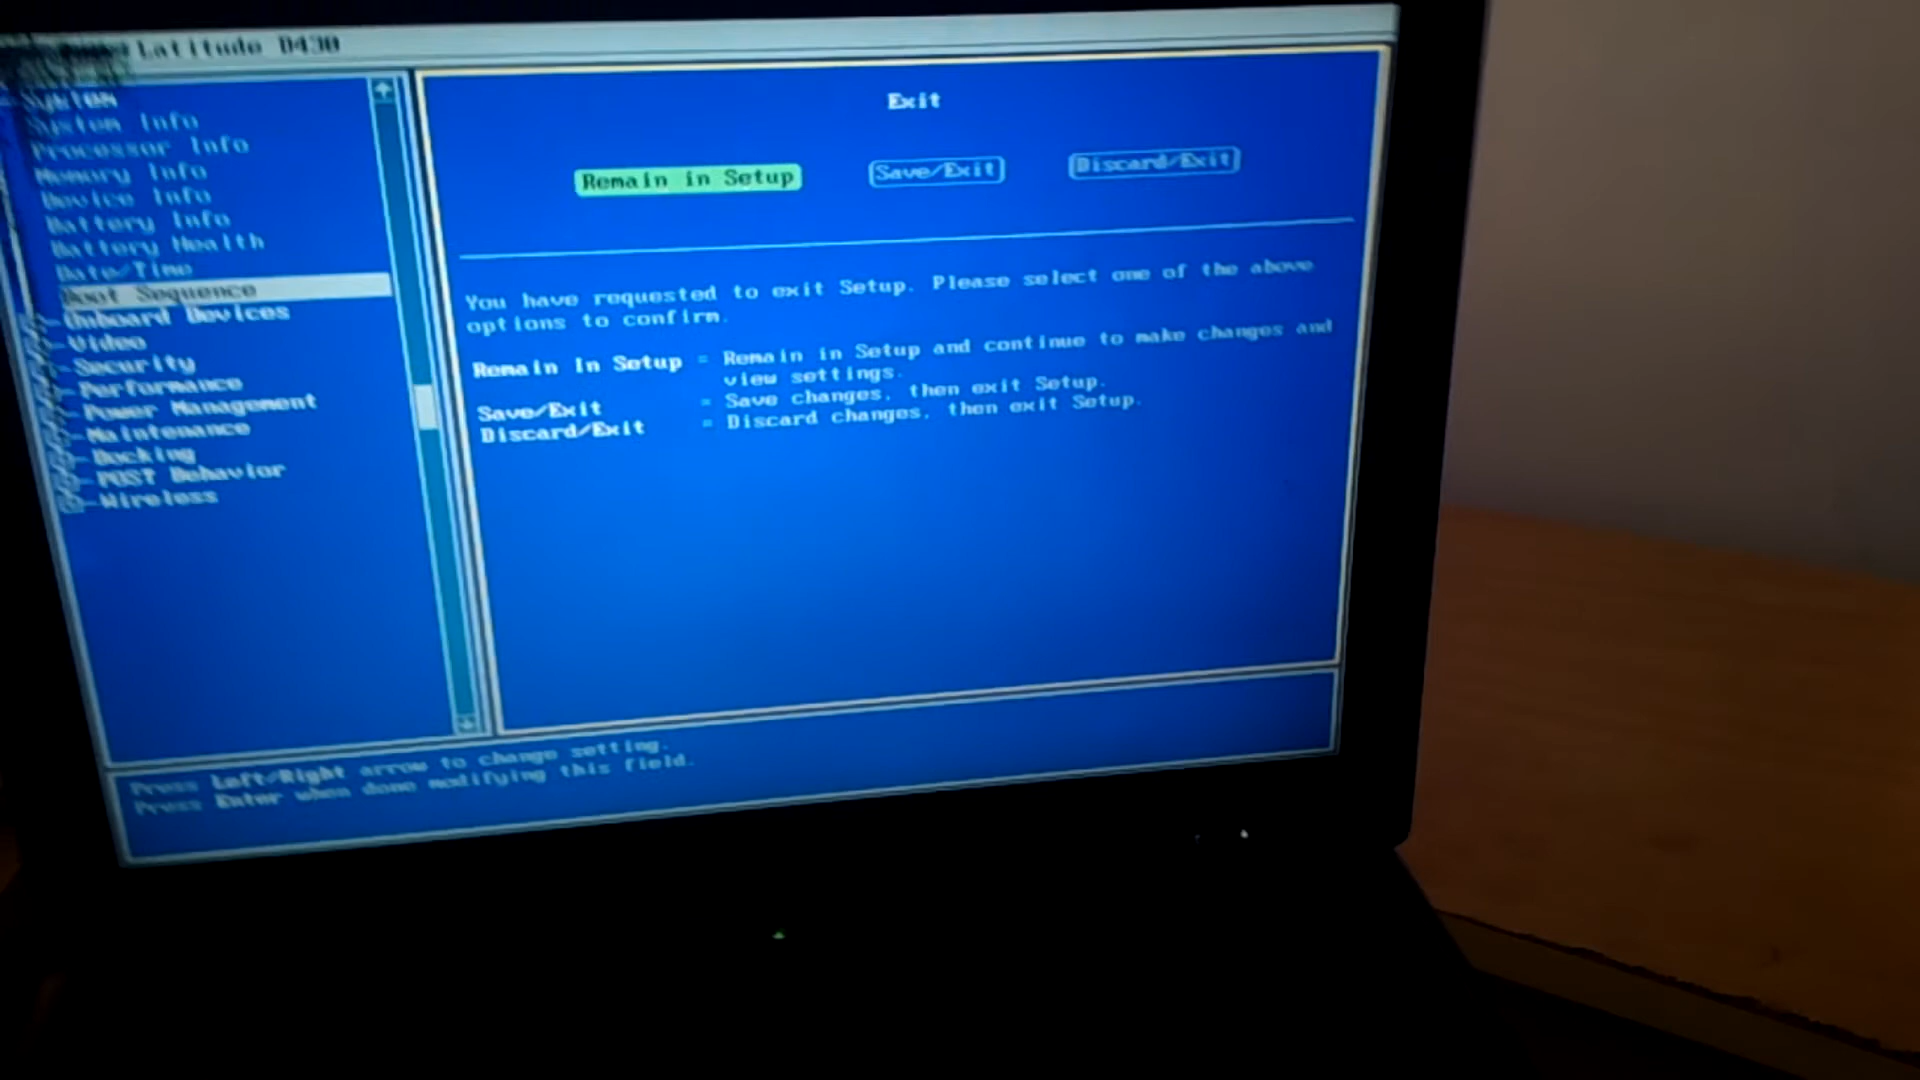 Latitude D430
System
System Info
Processor Info
Memory Info
Device Info
Battery Info
Battery Health
Date/Time
Boot Sequence
Onboard Devices
Video
Security
Performance
Power Management
Maintenance
Docking
POST Behavior
Wireless
Exit
Remain in Setup Save/Exit Discard/Exit
You have requested to exit Setup. Please select one of the above
options to confirm.
Remain In Setup = Remain in Setup and continue to make changes and
view settings.
Save/Exit = Save changes, then exit Setup.
Discard/Exit = Discard changes, then exit Setup.
Press Left/Right arrow to change setting.
Press Enter when done modifying this field.